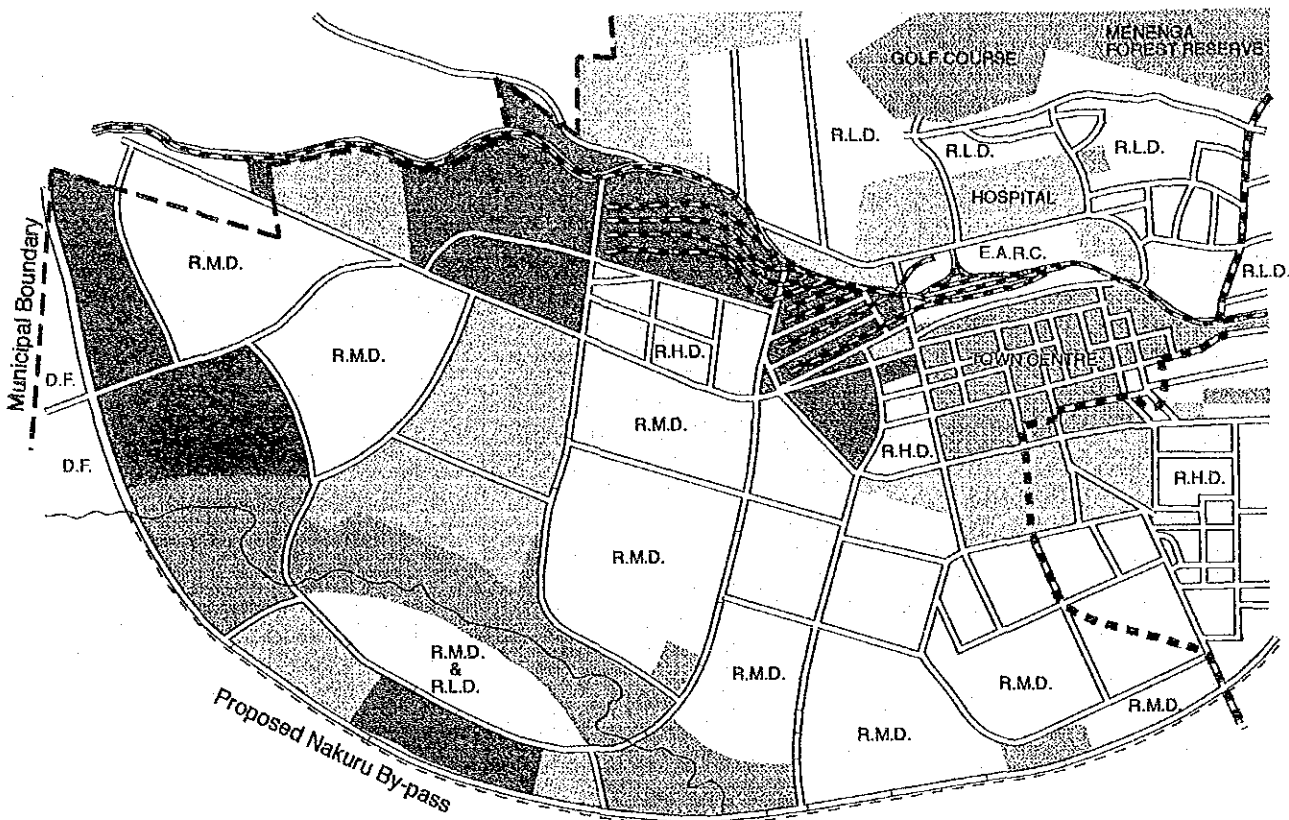 MENENGA
FOREST RESERVE
GOLF COURSE
R.L.D.
R.L.D.
R.L.D.
HOSPITAL
E.A.R.C.
R.L.D.
R.M.D.
Municipal Boundary
R.M.D.
R.H.D.
TOWN CENTRE
D.F.
R.M.D.
R.H.D.
D.F.
R.H.D.
R.M.D.
R.M.D.
&
R.L.D.
R.M.D.
R.M.D.
R.M.D.
R.M.D.
Proposed Nakuru By-pass